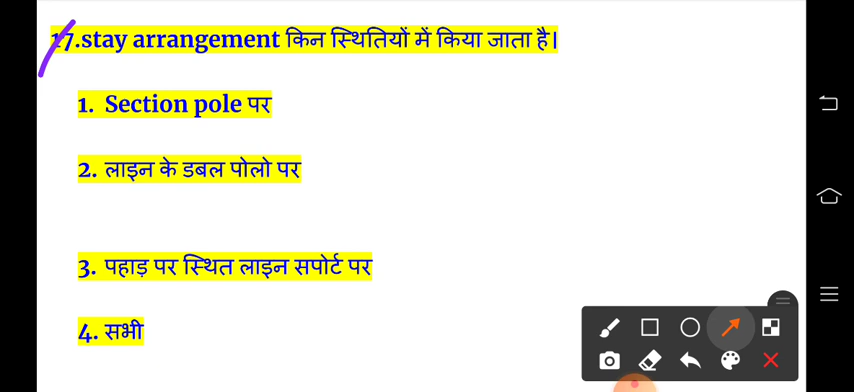 17.stay arrangement किन स्थितियों में किया जाता है।
1. Section pole पर
2. लाइन के डबल पोलो पर
3. पहाड़ पर स्थित लाइन सपोर्ट पर
4. सभी